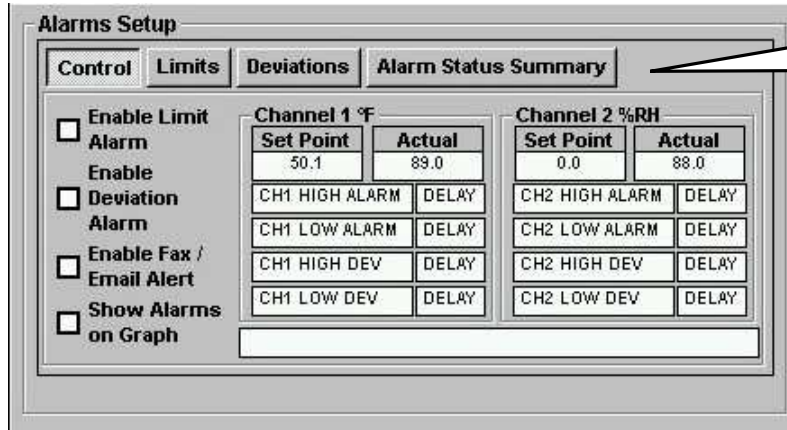 Alarms Setup
Control Limits Deviations Alarm Status Summary
Enable Limit
Alarm
Enable
Deviation
Alarm
Enable Fax /
Email Alert
Show Alarms
on Graph
Channel 1 °F
Set Point Actual
50.1 89.0
CH1 HIGH ALARM DELAY
CH1 LOW ALARM DELAY
CH1 HIGH DEV DELAY
CH1 LOW DEV DELAY
Channel 2 %RH
Set Point Actual
0.0 88.0
CH2 HIGH ALARM DELAY
CH2 LOW ALARM DELAY
CH2 HIGH DEV DELAY
CH2 LOW DEV DELAY